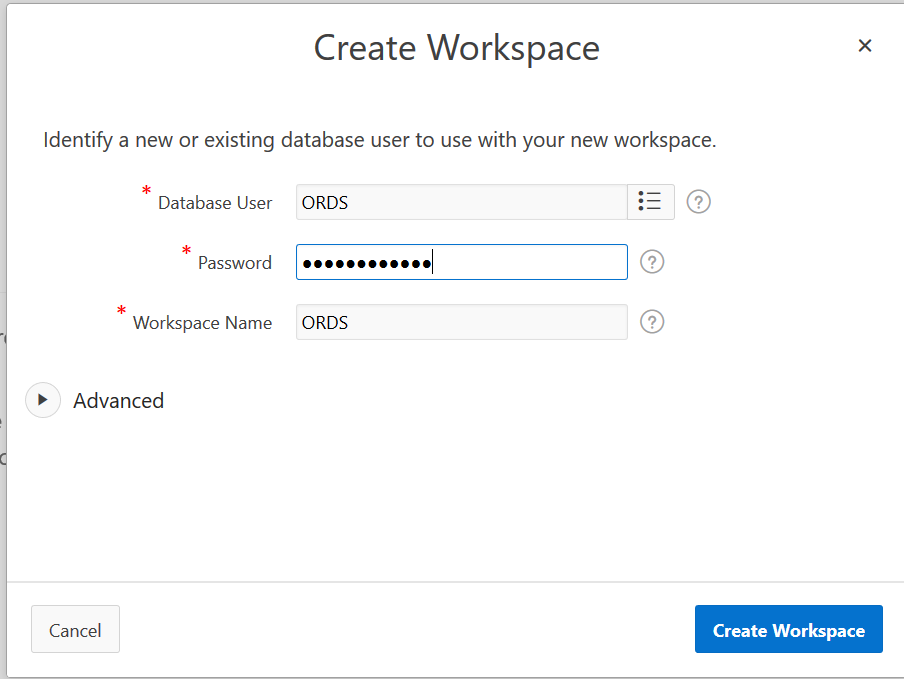 Create Workspace
Identify a new or existing database user to use with your new workspace.
* Database User ORDS
* Password ●●●●●●●●●●●●
* Workspace Name ORDS
Advanced
Cancel Create Workspace